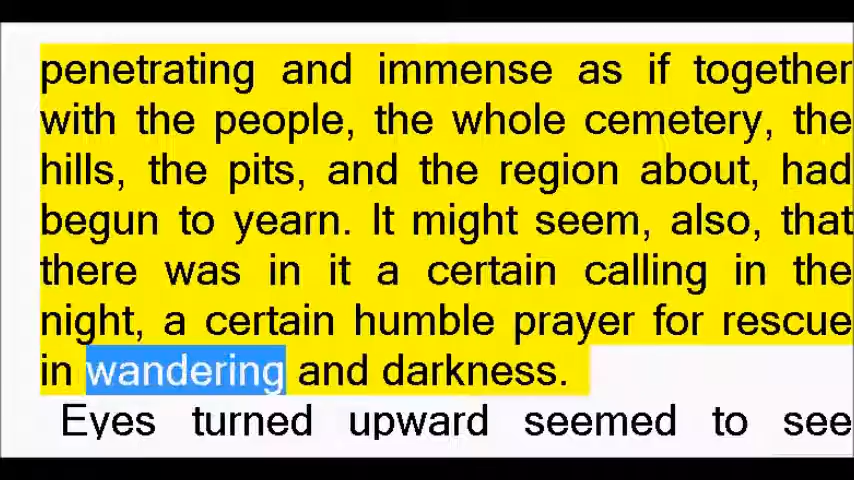 penetrating and immense as if together
with the people, the whole cemetery, the
hills, the pits, and the region about, had
begun to yearn. It might seem, also, that
there was in it a certain calling in the
night, a certain humble prayer for rescue
in wandering and darkness.
Eyes turned upward seemed to see